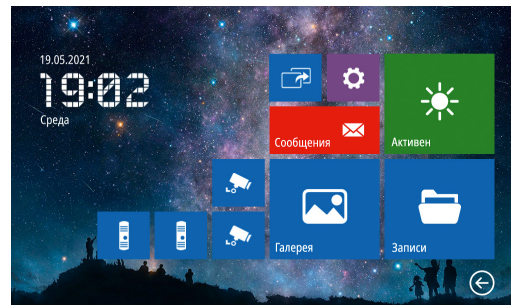 19.05.2021
19:02
Среда
Сообщения
Активен
Галерея
Записи